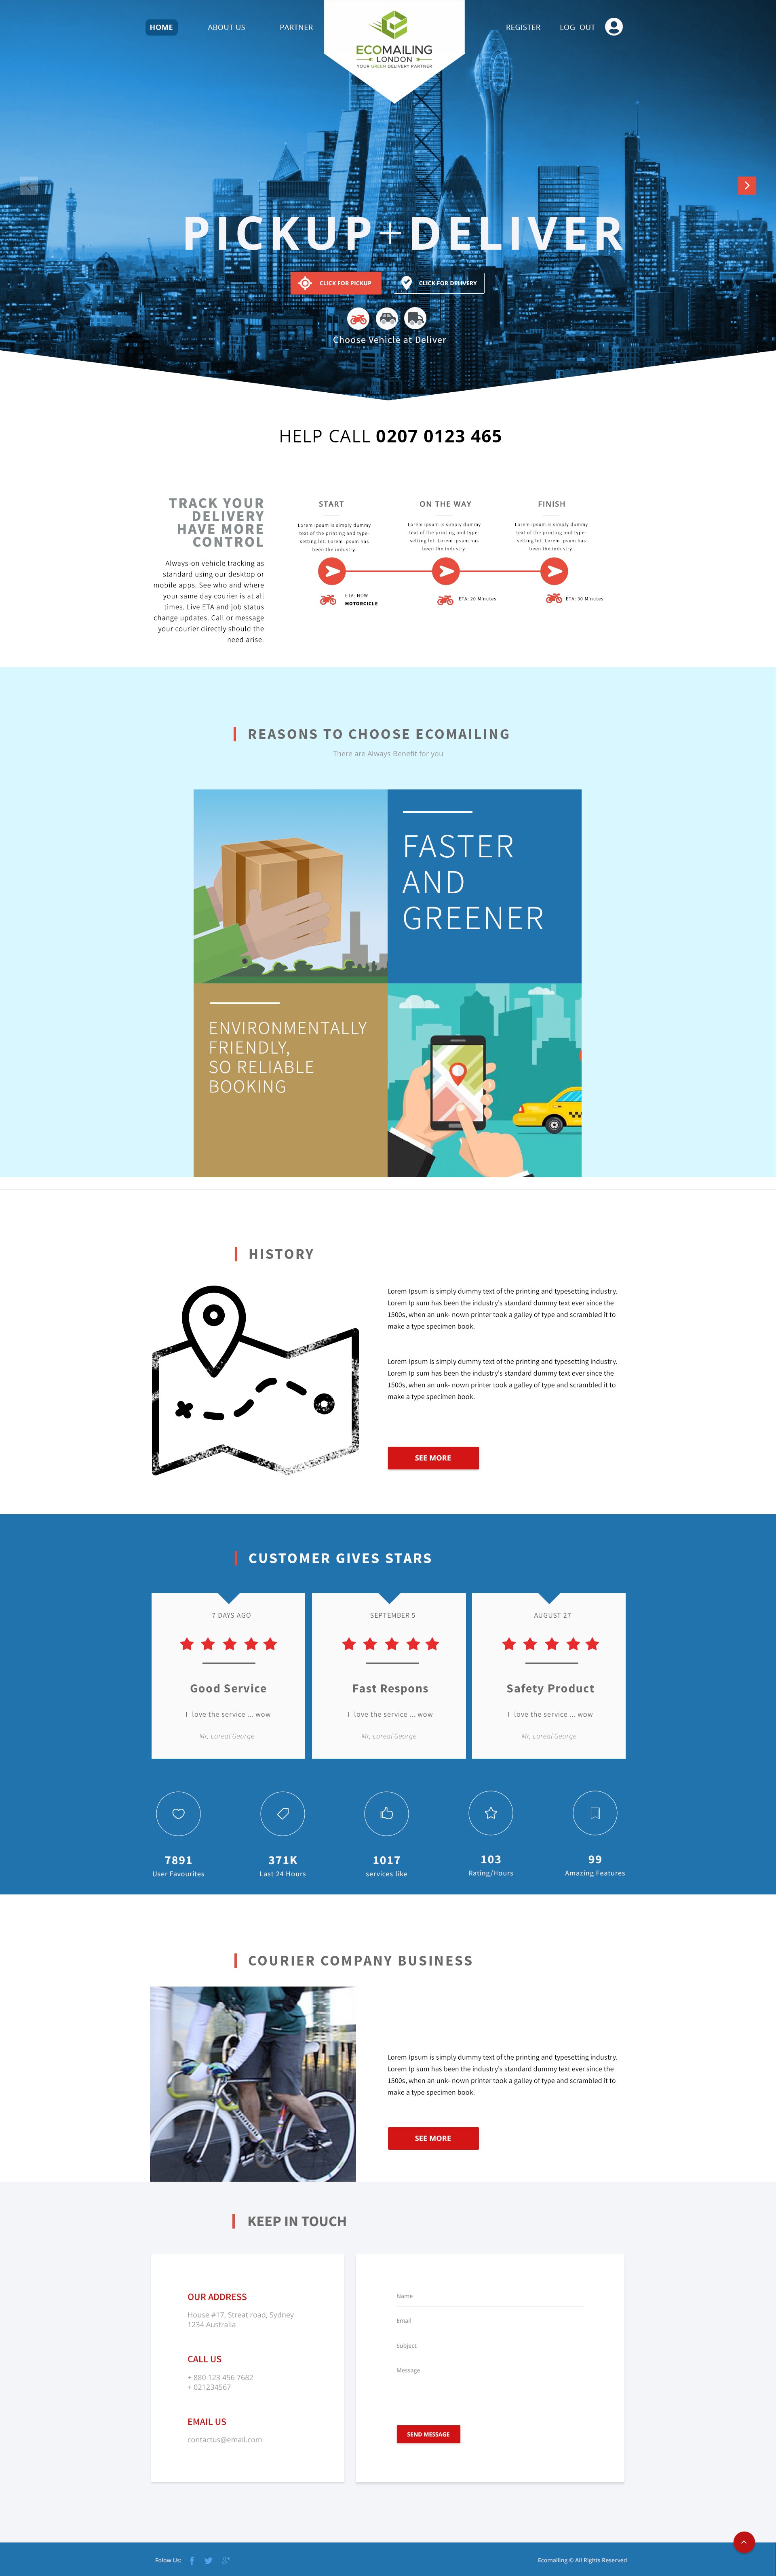 HOME
ABOUT US
PARTNER
ECOMAILING
LONDON
YOUR GREEN DELIVERY PARTNER
REGISTER
LOG OUT
PICKUP+DELIVER
CLICK FOR PICKUP
CLICK FOR DELIVERY
Choose Vehicle at Deliver
HELP CALL 0207 0123 465
TRACK YOUR
DELIVERY
HAVE MORE
CONTROL
Always-on vehicle tracking as
standard using our desktop or
mobile apps. See who and where
your same day courier is at all
times. Live ETA and job status
change updates. Call or message
your courier directly should the
need arise.
START
Lorem Ipsum is simply dummy
text of the printing and type-
setting let. Lorem Ipsum has
been the industry.
ETA: NOW
MOTORCICLE
ON THE WAY
Lorem Ipsum is simply dummy
text of the printing and type-
setting let. Lorem Ipsum has
been the industry.
ETA: 20 Minutes
FINISH
Lorem Ipsum is simply dummy
text of the printing and type-
setting let. Lorem Ipsum has
been the industry.
ETA: 30 Minutes
REASONS TO CHOOSE ECOMAILING
There are Always Benefit for you
FASTER
AND
GREENER
ENVIRONMENTALLY
FRIENDLY,
SO RELIABLE
BOOKING
HISTORY
Lorem Ipsum is simply dummy text of the printing and typesetting industry.
Lorem Ip sum has been the industry's standard dummy text ever since the
1500s, when an unk- nown printer took a galley of type and scrambled it to
make a type specimen book.
Lorem Ipsum is simply dummy text of the printing and typesetting industry.
Lorem Ip sum has been the industry's standard dummy text ever since the
1500s, when an unk- nown printer took a galley of type and scrambled it to
make a type specimen book.
SEE MORE
CUSTOMER GIVES STARS
7 DAYS AGO
Good Service
I love the service ... wow
Mr, Loreal George
SEPTEMBER 5
Fast Respons
I love the service ... wow
Mr, Loreal George
AUGUST 27
Safety Product
I love the service ... wow
Mr, Loreal George
7891
User Favourites
371K
Last 24 Hours
1017
services like
103
Rating/Hours
99
Amazing Features
COURIER COMPANY BUSINESS
Lorem Ipsum is simply dummy text of the printing and typesetting industry.
Lorem Ip sum has been the industry's standard dummy text ever since the
1500s, when an unk- nown printer took a galley of type and scrambled it to
make a type specimen book.
SEE MORE
KEEP IN TOUCH
OUR ADDRESS
House #17, Streat road, Sydney
1234 Australia
CALL US
+ 880 123 456 7682
+ 021234567
EMAIL US
contactus@email.com
Name
Email
Subject
Message
SEND MESSAGE
Folow Us:
Ecomailing © All Rights Reserved